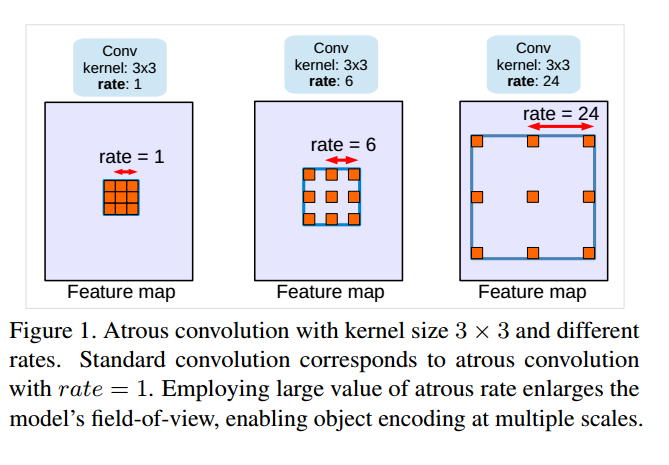 Conv
kernel: 3x3
rate: 1
Conv
kernel: 3x3
rate: 6
Conv
kernel: 3x3
rate: 24
rate = 1
rate = 6
rate = 24
Feature map
Feature map
Feature map
Figure 1. Atrous convolution with kernel size 3 × 3 and different
rates. Standard convolution corresponds to atrous convolution
with rate = 1. Employing large value of atrous rate enlarges the
model's field-of-view, enabling object encoding at multiple scales.